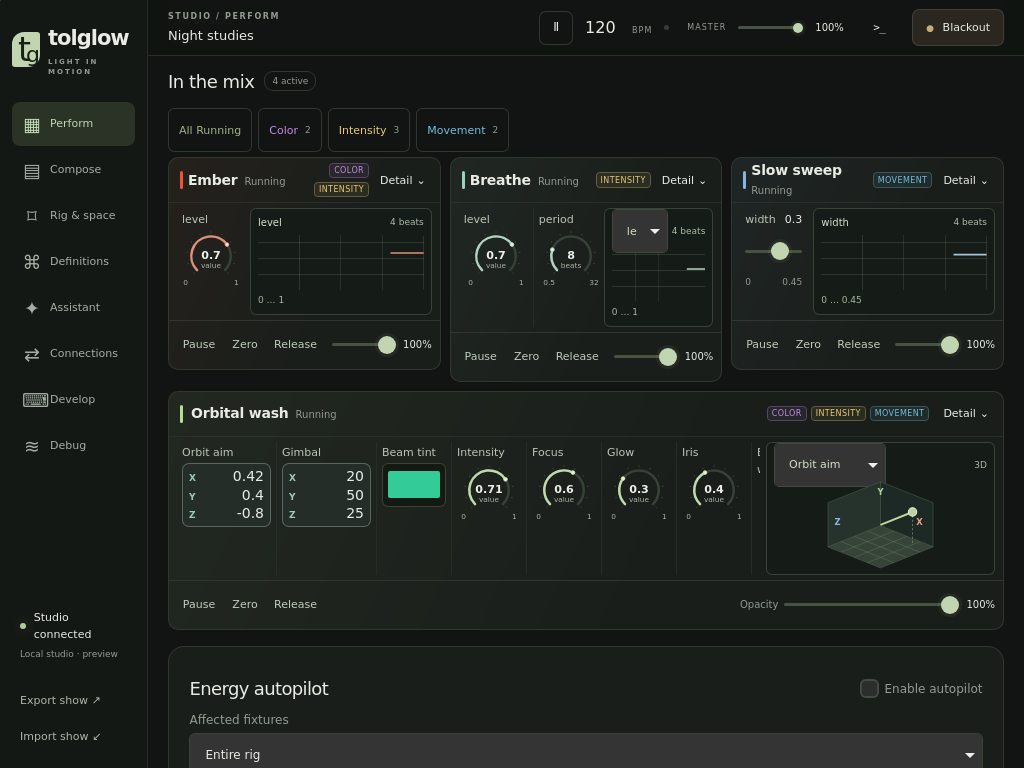 tg tolglow
LIGHT IN
MOTION
Perform
Compose
Rig & space
Definitions
Assistant
Connections
Develop
Debug
Studio
connected
Local studio · preview
Export show ↗
Import show ↙
STUDIO / PERFORM
Night studies
120 BPM
MASTER 100%
>_
Blackout
In the mix 4 active
All Running
Color 2
Intensity 3
Movement 2
Ember Running COLOR INTENSITY Detail
level
0.7
value
0 1
level 4 beats
0 … 1
Pause Zero Release 100%
Breathe Running INTENSITY Detail
level
0.7
value
0 1
period
8
beats
0.5 32
le 4 beats
0 … 1
Pause Zero Release 100%
Slow sweep
Running MOVEMENT Detail
width 0.3
0 0.45
width 4 beats
0 … 0.45
Pause Zero Release 100%
Orbital wash Running COLOR INTENSITY MOVEMENT Detail
Orbit aim
X 0.42
Y 0.4
Z -0.8
Gimbal
X 20
Y 50
Z 25
Beam tint
Intensity
0.71
value
0 1
Focus
0.6
value
0 1
Glow
0.3
value
0 1
Iris
0.4
value
0 1
Orbit aim 3D
Y
Z X
Pause Zero Release Opacity 100%
Energy autopilot Enable autopilot
Affected fixtures
Entire rig